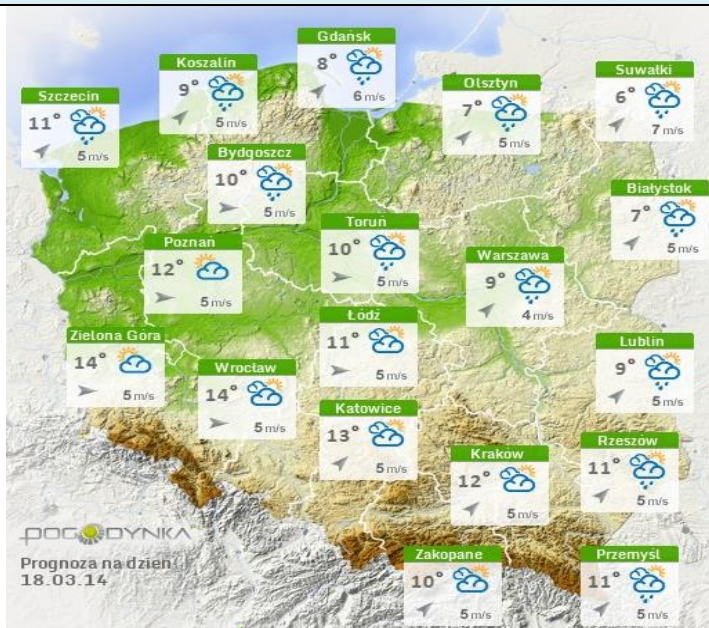 Gdańsk
8°
6 m/s
Koszalin
9°
5 m/s
Suwałki
6°
7 m/s
Olsztyn
7°
5 m/s
Szczecin
11°
5 m/s
Bydgoszcz
10°
5 m/s
Białystok
7°
5 m/s
Toruń
10°
5 m/s
Poznań
12°
5 m/s
Warszawa
9°
4 m/s
Łódź
11°
5 m/s
Zielona Góra
14°
5 m/s
Lublin
9°
5 m/s
Wrocław
14°
5 m/s
Katowice
13°
5 m/s
Rzeszów
11°
5 m/s
Kraków
12°
5 m/s
POGODYNKA
Prognoza na dzień
18.03.14
Zakopane
10°
5 m/s
Przemyśl
11°
5 m/s